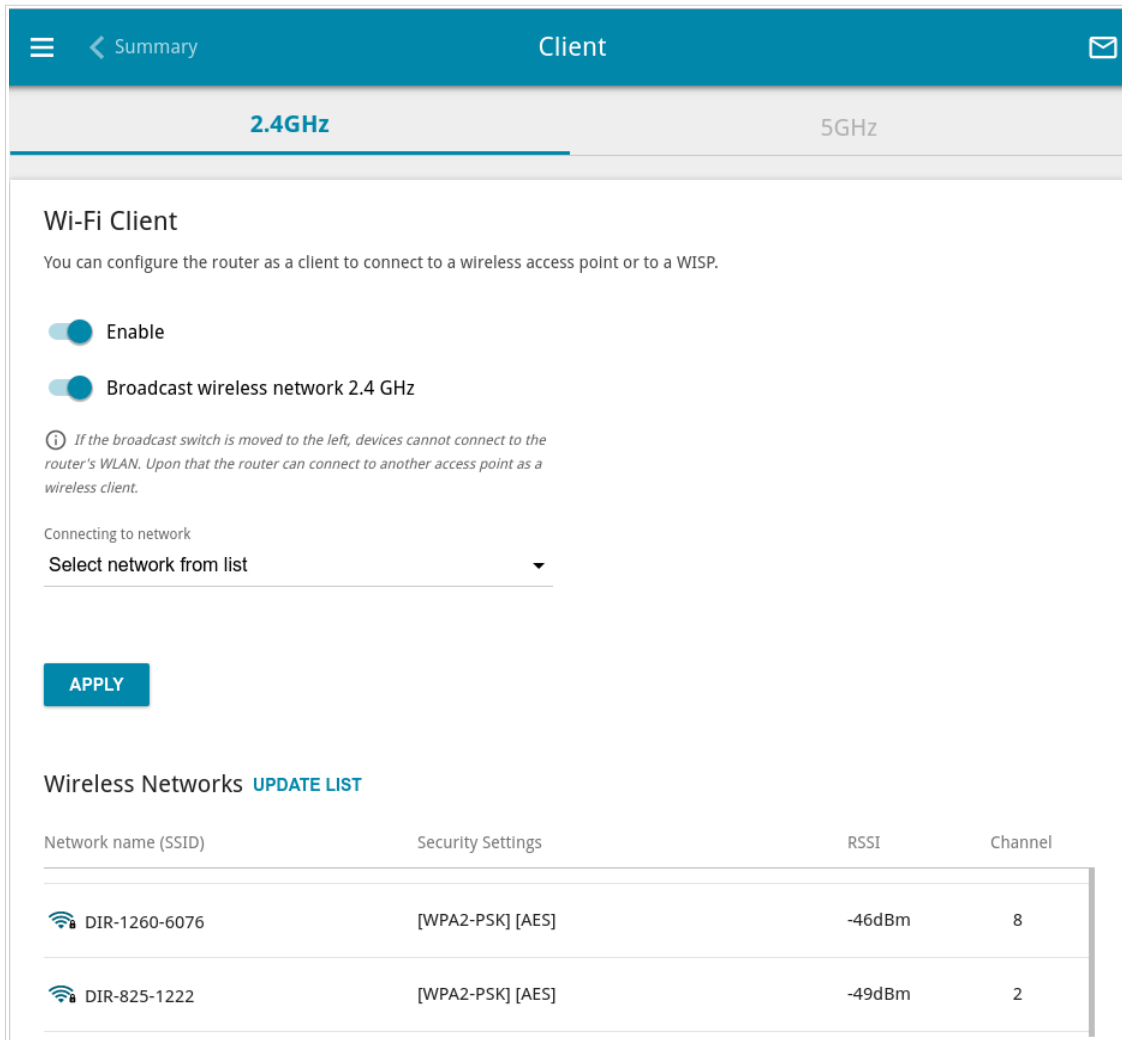 Summary
Client
2.4GHz
5GHz
Wi-Fi Client
You can configure the router as a client to connect to a wireless access point or to a WISP.
Enable
Broadcast wireless network 2.4 GHz
If the broadcast switch is moved to the left, devices cannot connect to the
router's WLAN. Upon that the router can connect to another access point as a
wireless client.
Connecting to network
Select network from list
APPLY
Wireless Networks UPDATE LIST
Network name (SSID) Security Settings RSSI Channel
DIR-1260-6076 [WPA2-PSK] [AES] -46dBm 8
DIR-825-1222 [WPA2-PSK] [AES] -49dBm 2